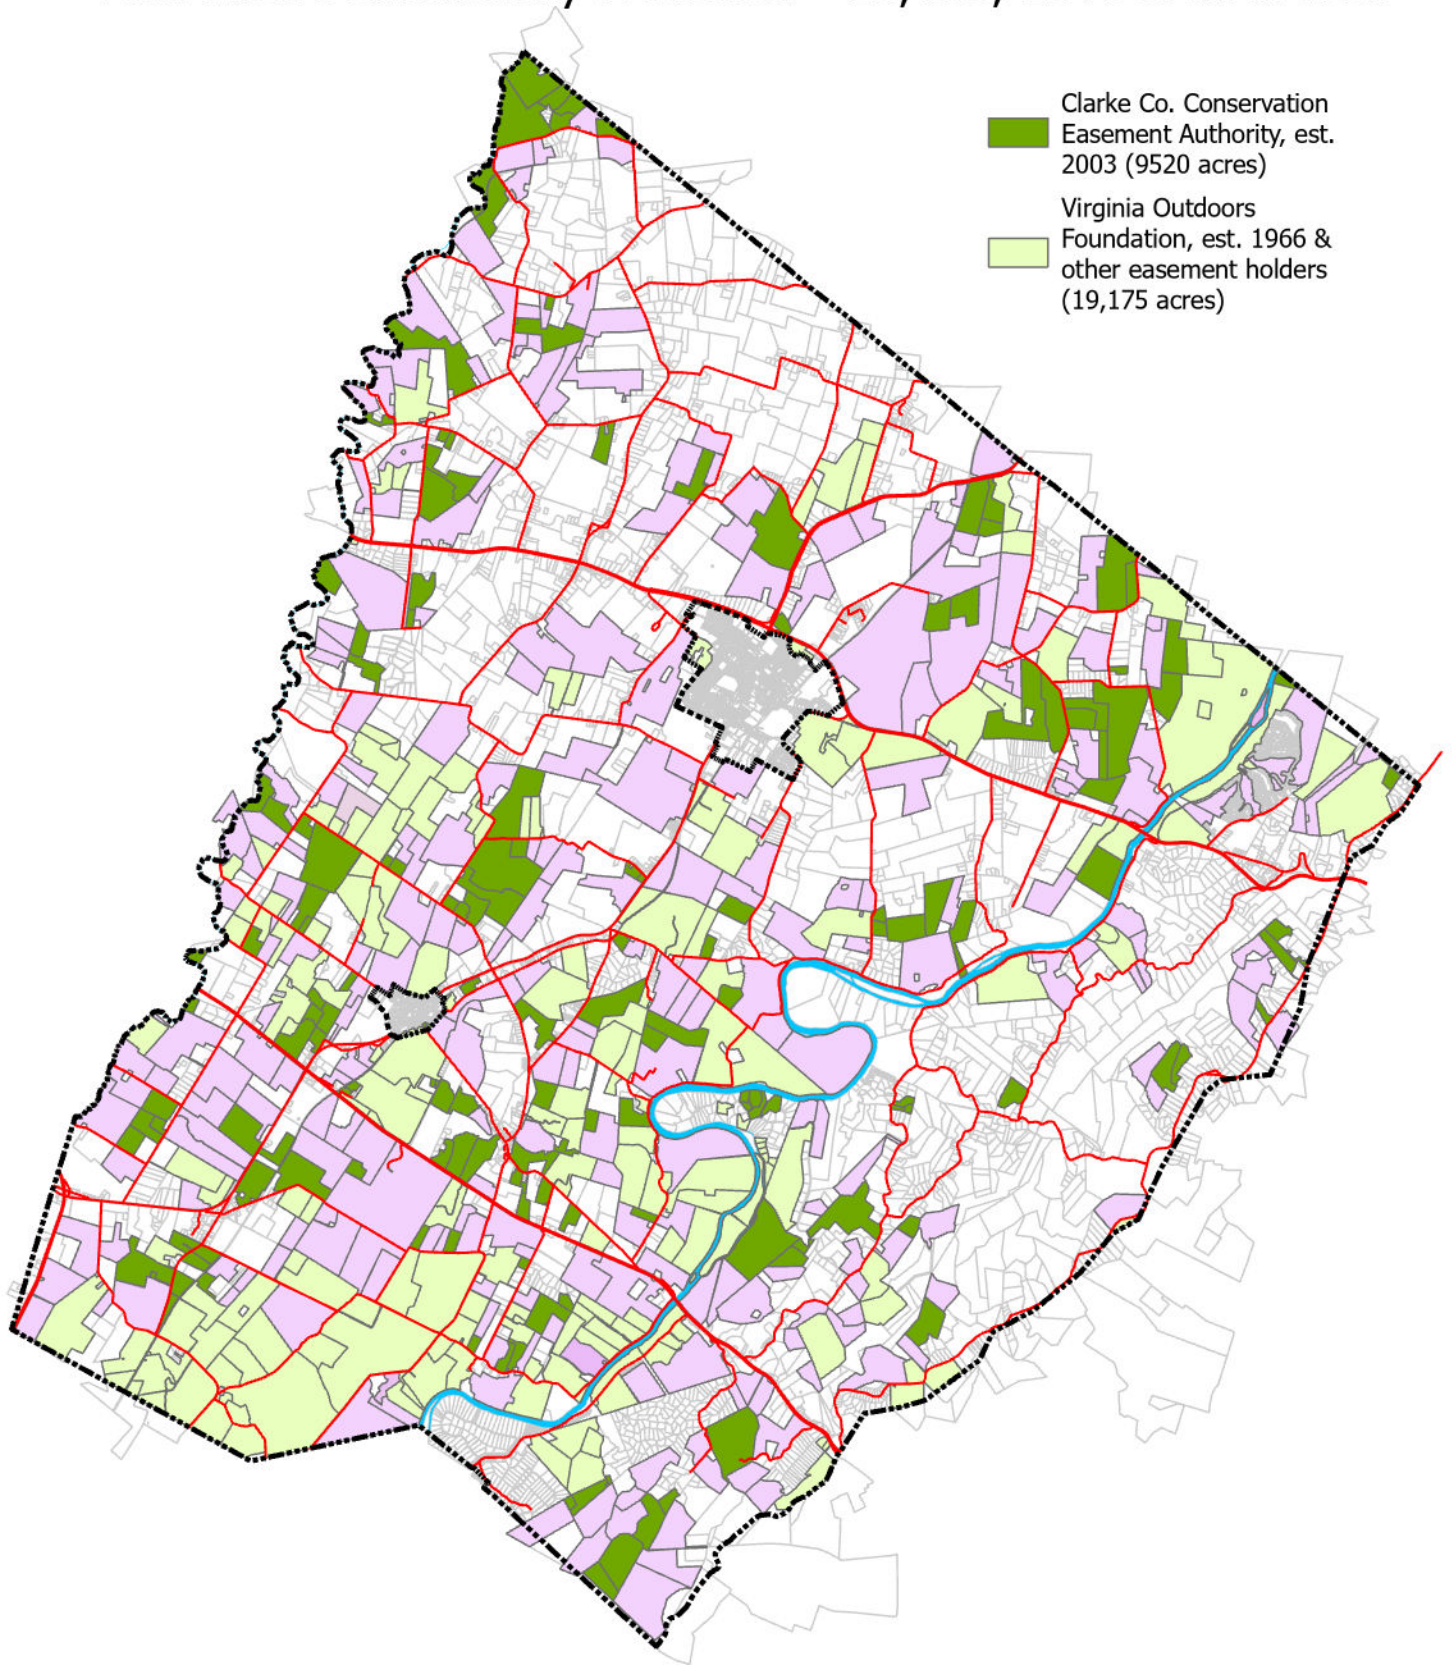 Clarke Co. Conservation
Easement Authority, est.
2003 (9520 acres)
Virginia Outdoors
Foundation, est. 1966 &
other easement holders
(19,175 acres)